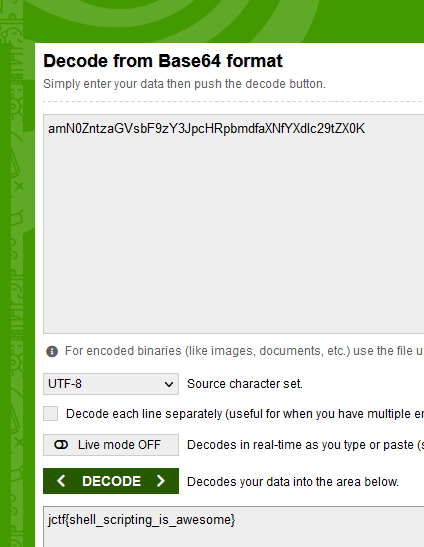 Decode from Base64 format
Simply enter your data then push the decode button.
amN0ZntzaGVsbF9zY3JpcHRpbmdfaXNfYXdlc29tZX0K
For encoded binaries (like images, documents, etc.) use the file u
UTF-8 Source character set.
Decode each line separately (useful for when you have multiple en
Live mode OFF Decodes in real-time as you type or paste (s
< DECODE > Decodes your data into the area below.
jctf{shell_scripting_is_awesome}